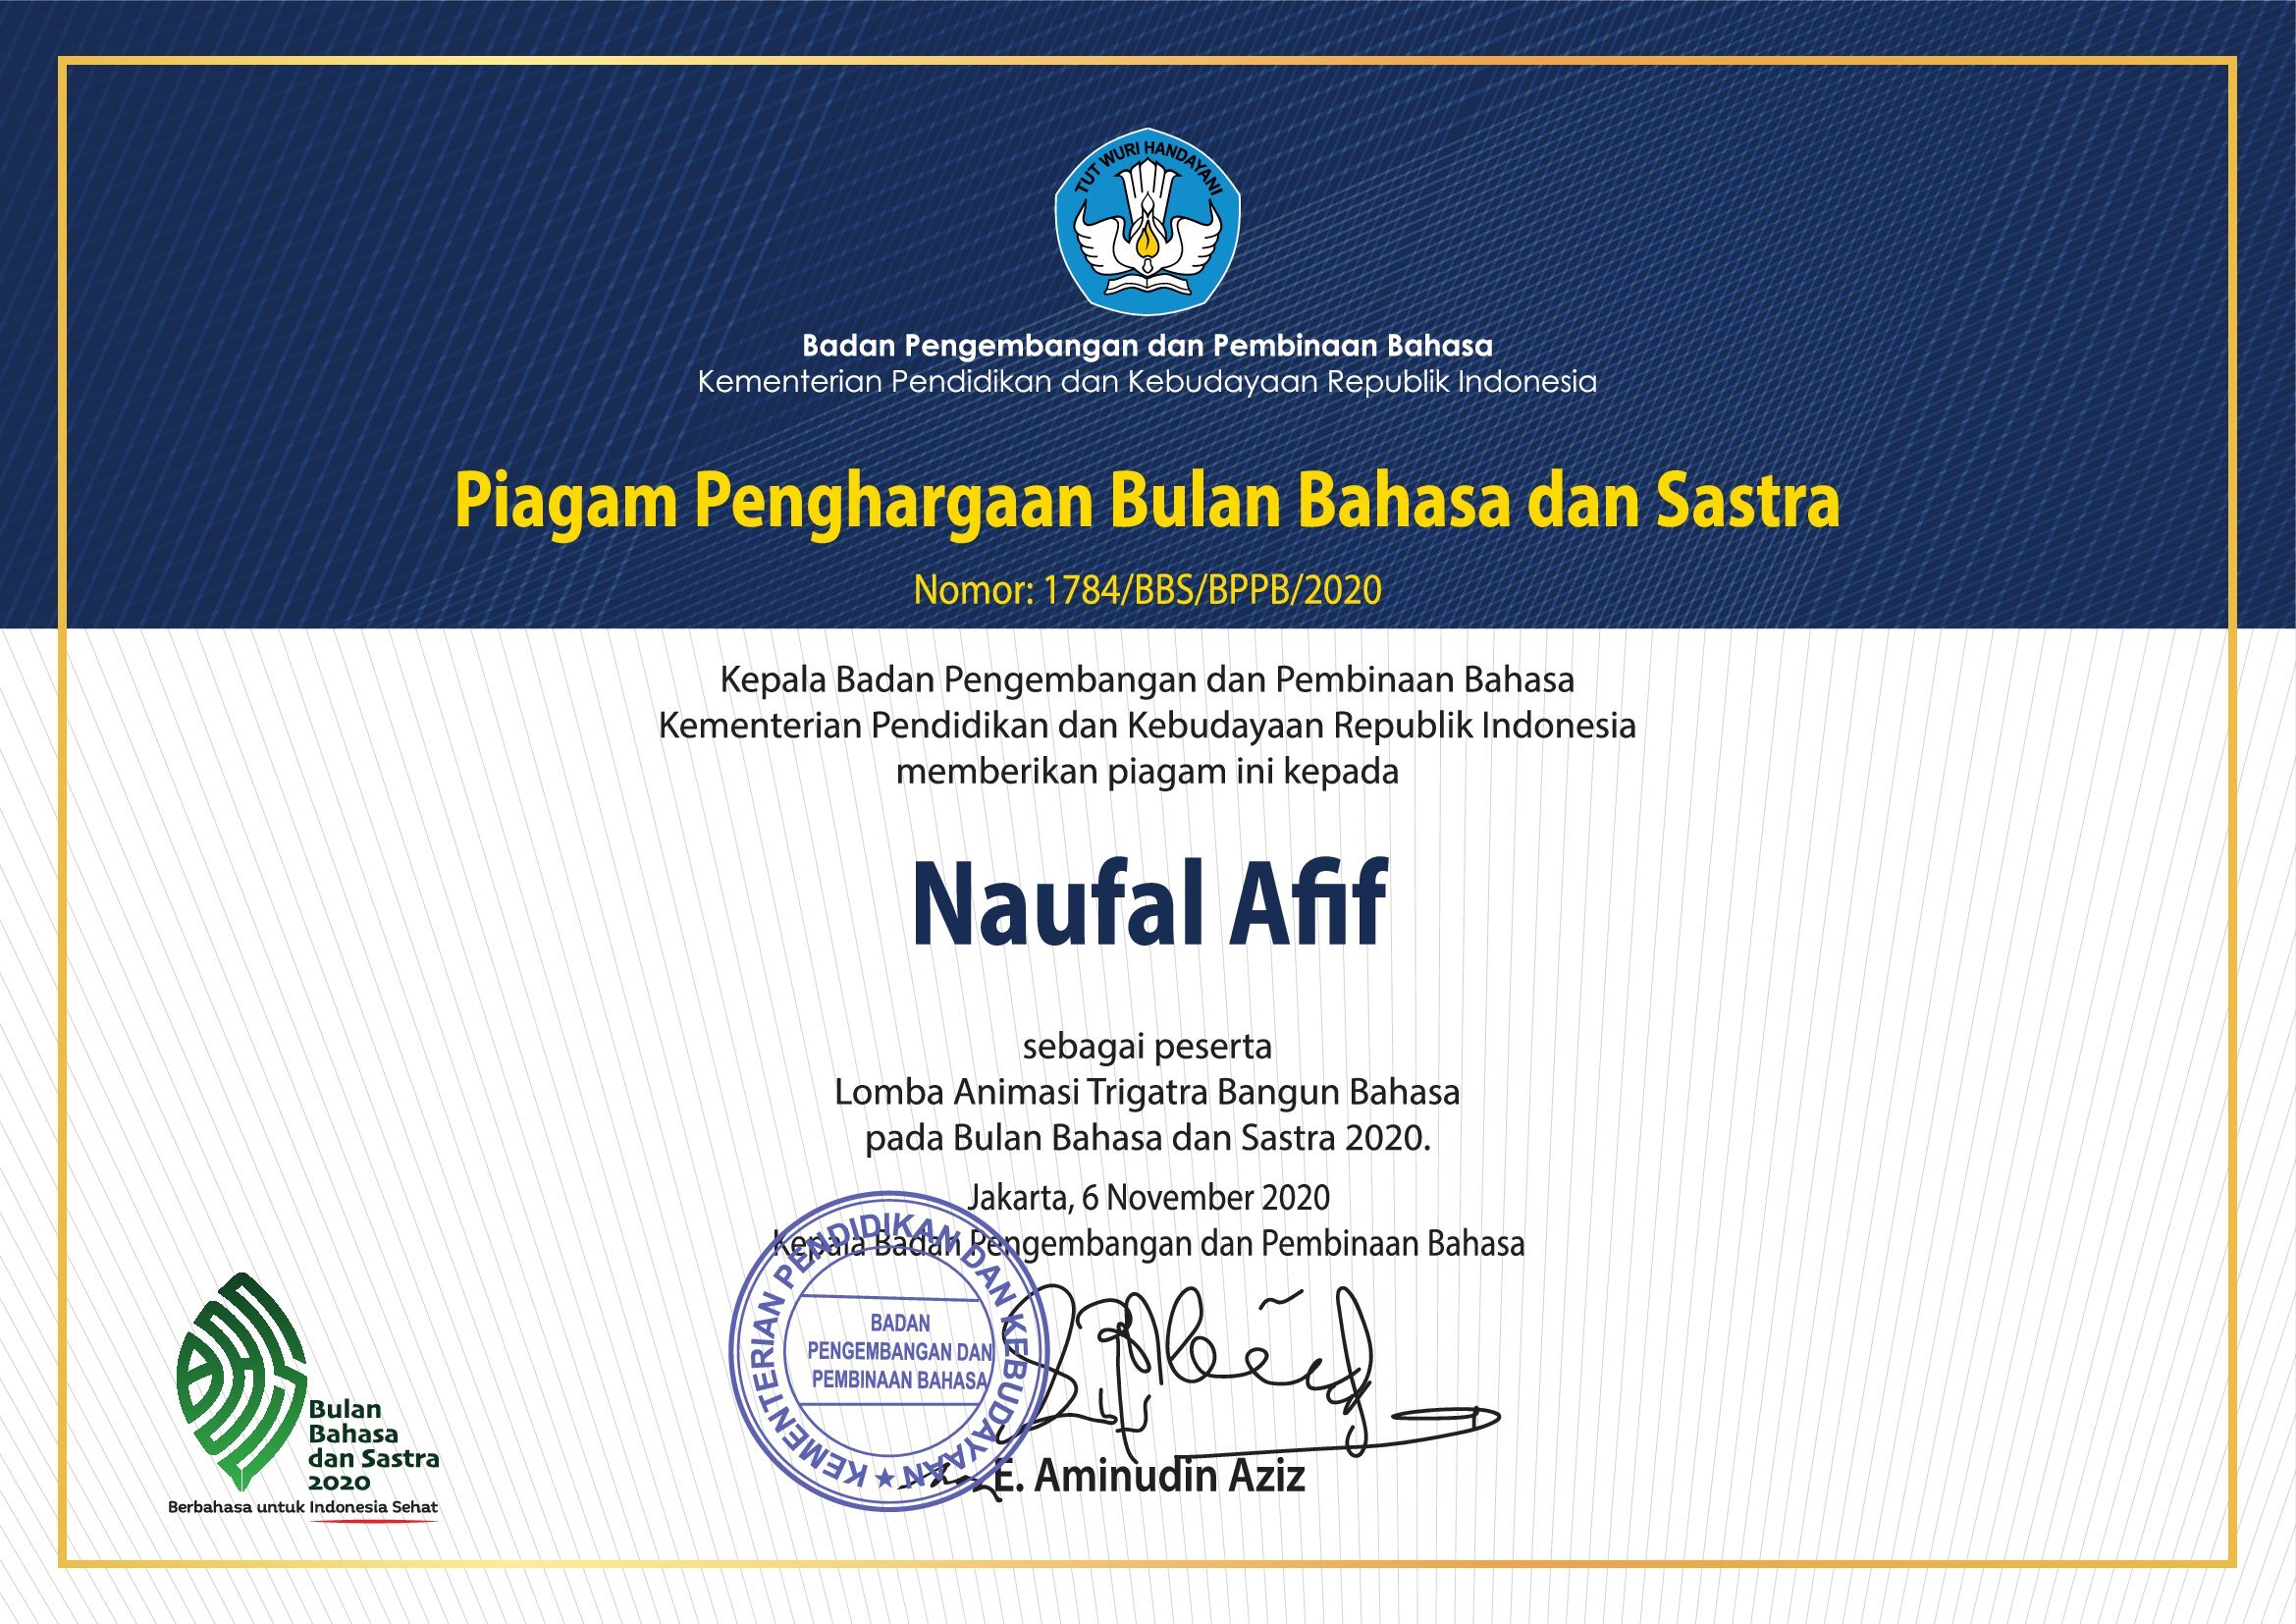 TUT WURI HANDAYANI
Badan Pengembangan dan Pembinaan Bahasa
Kementerian Pendidikan dan Kebudayaan Republik Indonesia
Piagam Penghargaan Bulan Bahasa dan Sastra
Nomor: 1784/BBS/BPPB/2020
Kepala Badan Pengembangan dan Pembinaan Bahasa
Kementerian Pendidikan dan Kebudayaan Republik Indonesia
memberikan piagam ini kepada
Naufal Afif
sebagai peserta
Lomba Animasi Trigatra Bangun Bahasa
pada Bulan Bahasa dan Sastra 2020.
Jakarta, 6 November 2020
Kepala Badan Pengembangan dan Pembinaan Bahasa
KEMENTERIAN PENDIDIKAN DAN KEBUDAYAAN
BADAN
PENGEMBANGAN DAN
PEMBINAAN BAHASA
E. Aminudin Aziz
Bulan
Bahasa
dan Sastra
2020
Berbahasa untuk Indonesia Sehat